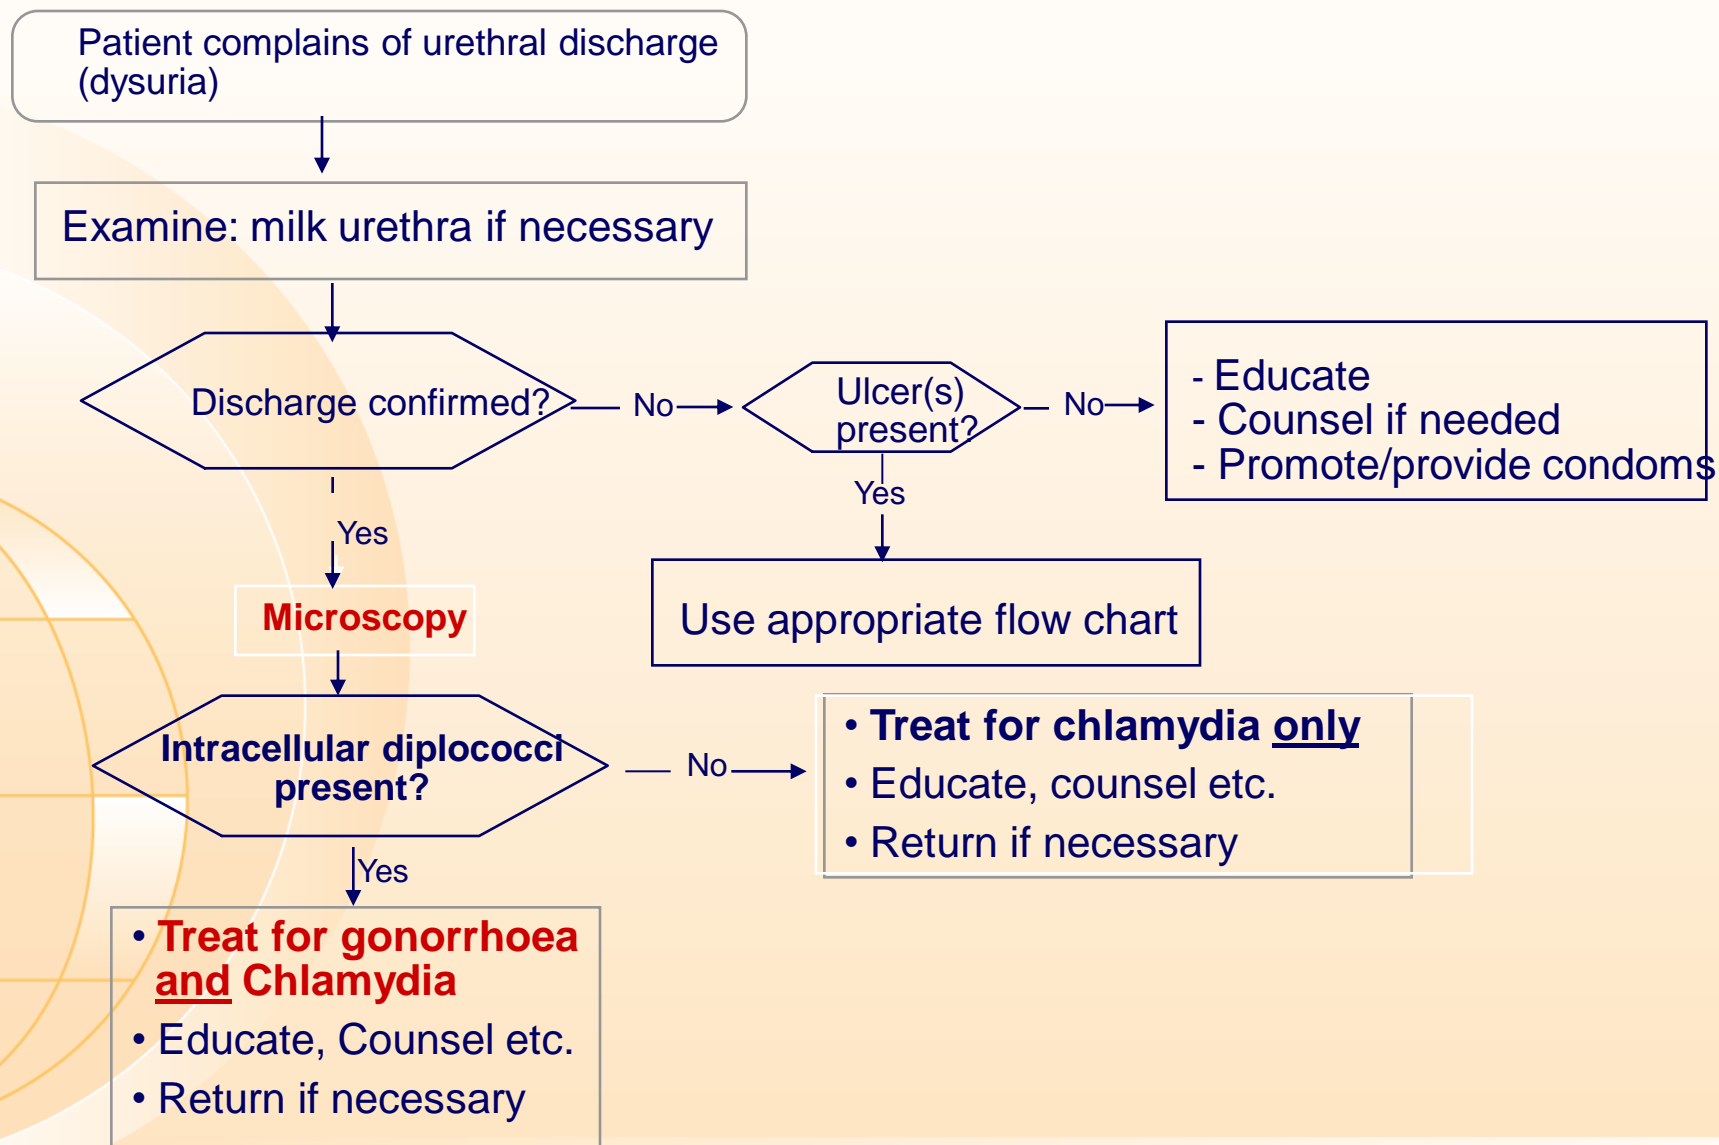 Patient complains of urethral discharge
(dysuria)
Examine: milk urethra if necessary
Discharge confirmed?
No
Ulcer(s)
present?
No
- Educate
- Counsel if needed
- Promote/provide condoms
Yes
Yes
Use appropriate flow chart
Microscopy
Intracellular diplococci
present?
No
• Treat for chlamydia only
• Educate, counsel etc.
• Return if necessary
Yes
• Treat for gonorrhoea
and Chlamydia
• Educate, Counsel etc.
• Return if necessary